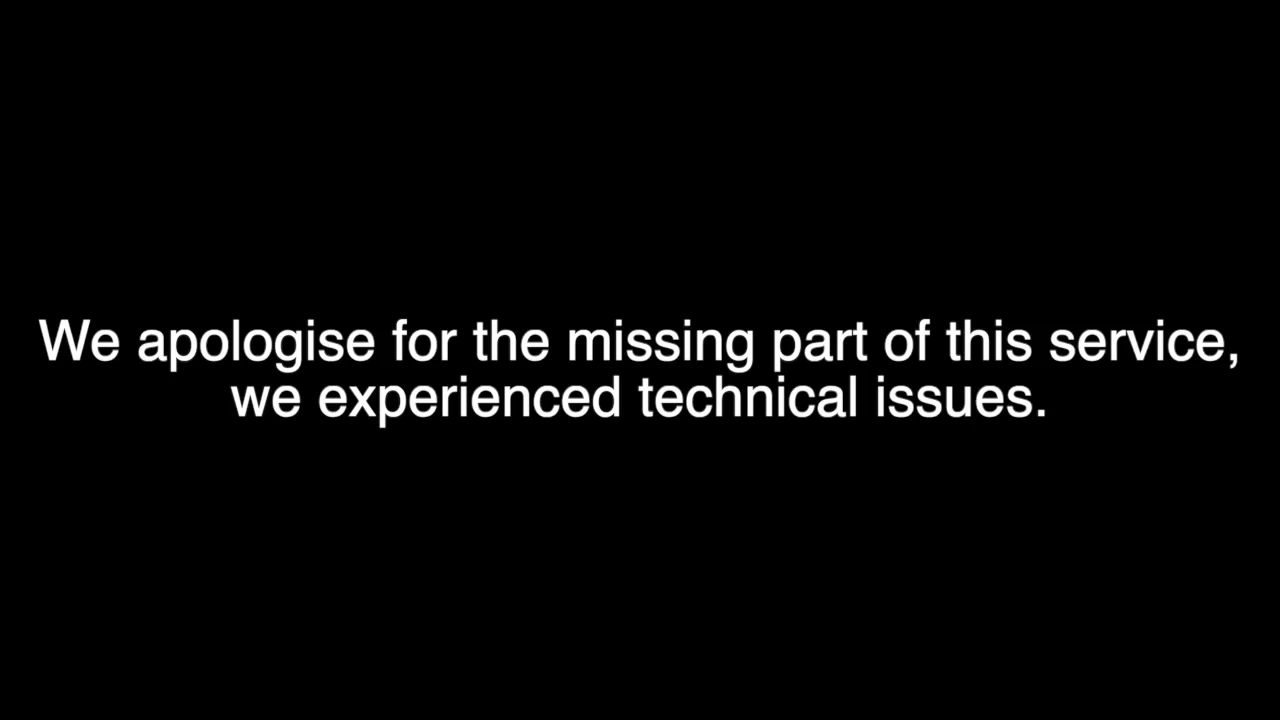 We apologise for the missing part of this service,
we experienced technical issues.